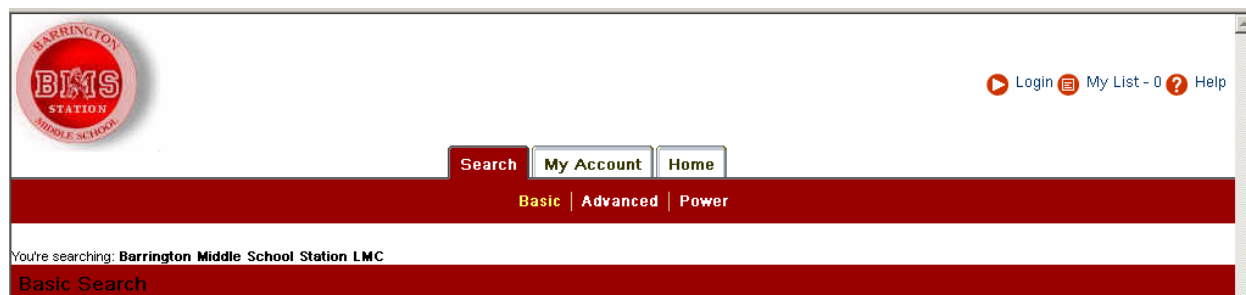 BARRINGTON
BMS
STATION
MIDDLE SCHOOL
Login My List - 0 ? Help
Search My Account Home
Basic | Advanced | Power
You're searching: Barrington Middle School Station LMC
Basic Search